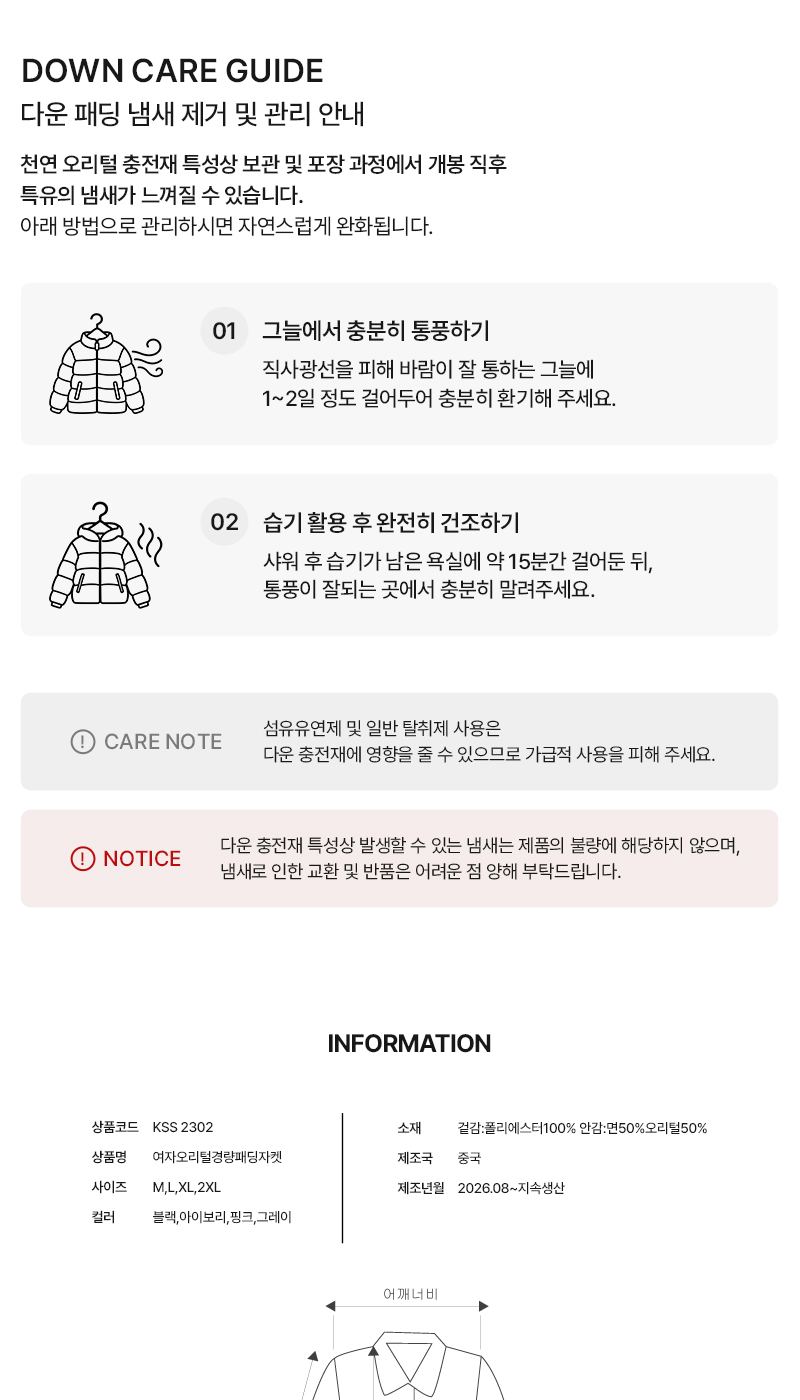 DOWN CARE GUIDE
다운 패딩 냄새 제거 및 관리 안내
천연 오리털 충전재 특성상 보관 및 포장 과정에서 개봉 직후
특유의 냄새가 느껴질 수 있습니다.
아래 방법으로 관리하시면 자연스럽게 완화됩니다.
01 그늘에서 충분히 통풍하기
직사광선을 피해 바람이 잘 통하는 그늘에
1~2일 정도 걸어두어 충분히 환기해 주세요.
02 습기 활용 후 완전히 건조하기
샤워 후 습기가 남은 욕실에 약 15분간 걸어둔 뒤,
통풍이 잘되는 곳에서 충분히 말려주세요.
CARE NOTE
섬유유연제 및 일반 탈취제 사용은
다운 충전재에 영향을 줄 수 있으므로 가급적 사용을 피해 주세요.
NOTICE
다운 충전재 특성상 발생할 수 있는 냄새는 제품의 불량에 해당하지 않으며,
냄새로 인한 교환 및 반품은 어려운 점 양해 부탁드립니다.
INFORMATION
상품코드 KSS 2302
상품명 여자오리털경량패딩자켓
사이즈 M,L,XL,2XL
컬러 블랙,아이보리,핑크,그레이
소재 겉감:폴리에스터100% 안감:면50%오리털50%
제조국 중국
제조년월 2026.08~지속생산
어깨너비